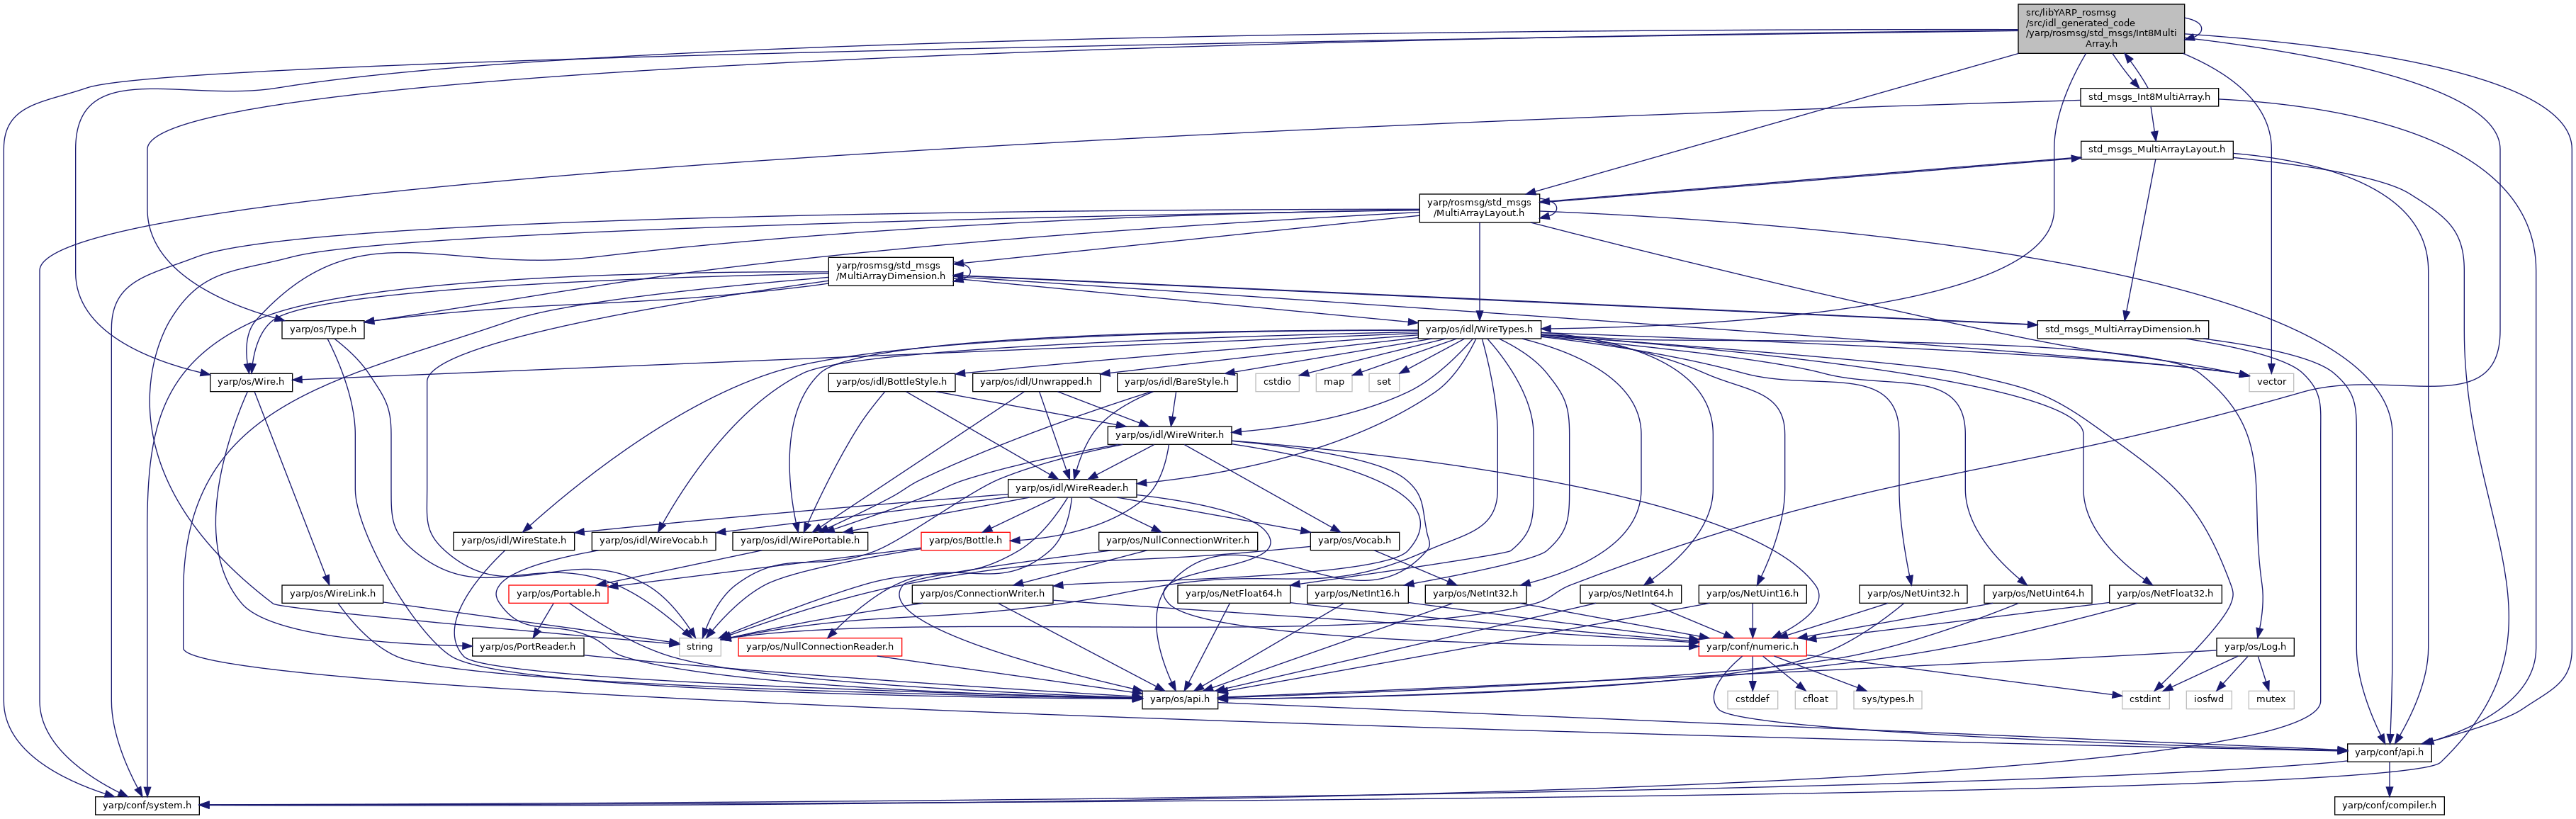 src/libYARP_rosmsg
/src/idl_generated_code
/yarp/rosmsg/std_msgs/Int8Multi
Array.h
std_msgs_Int8MultiArray.h
std_msgs_MultiArrayLayout.h
yarp/rosmsg/std_msgs
/MultiArrayLayout.h
yarp/rosmsg/std_msgs
/MultiArrayDimension.h
yarp/os/Type.h
yarp/os/idl/WireTypes.h
std_msgs_MultiArrayDimension.h
yarp/os/Wire.h
yarp/os/idl/BottleStyle.h
yarp/os/idl/Unwrapped.h
yarp/os/idl/BareStyle.h
cstdio
map
set
vector
yarp/os/idl/WireWriter.h
yarp/os/idl/WireReader.h
yarp/os/idl/WireState.h
yarp/os/idl/WireVocab.h
yarp/os/idl/WirePortable.h
yarp/os/Bottle.h
yarp/os/NullConnectionWriter.h
yarp/os/Vocab.h
yarp/os/WireLink.h
yarp/os/Portable.h
yarp/os/ConnectionWriter.h
yarp/os/NetFloat64.h
yarp/os/NetInt16.h
yarp/os/NetInt32.h
yarp/os/NetInt64.h
yarp/os/NetUint16.h
yarp/os/NetUint32.h
yarp/os/NetUint64.h
yarp/os/NetFloat32.h
yarp/os/PortReader.h
string
yarp/os/NullConnectionReader.h
yarp/conf/numeric.h
yarp/os/Log.h
yarp/os/api.h
cstddef
cfloat
sys/types.h
cstdint
iosfwd
mutex
yarp/conf/api.h
yarp/conf/system.h
yarp/conf/compiler.h